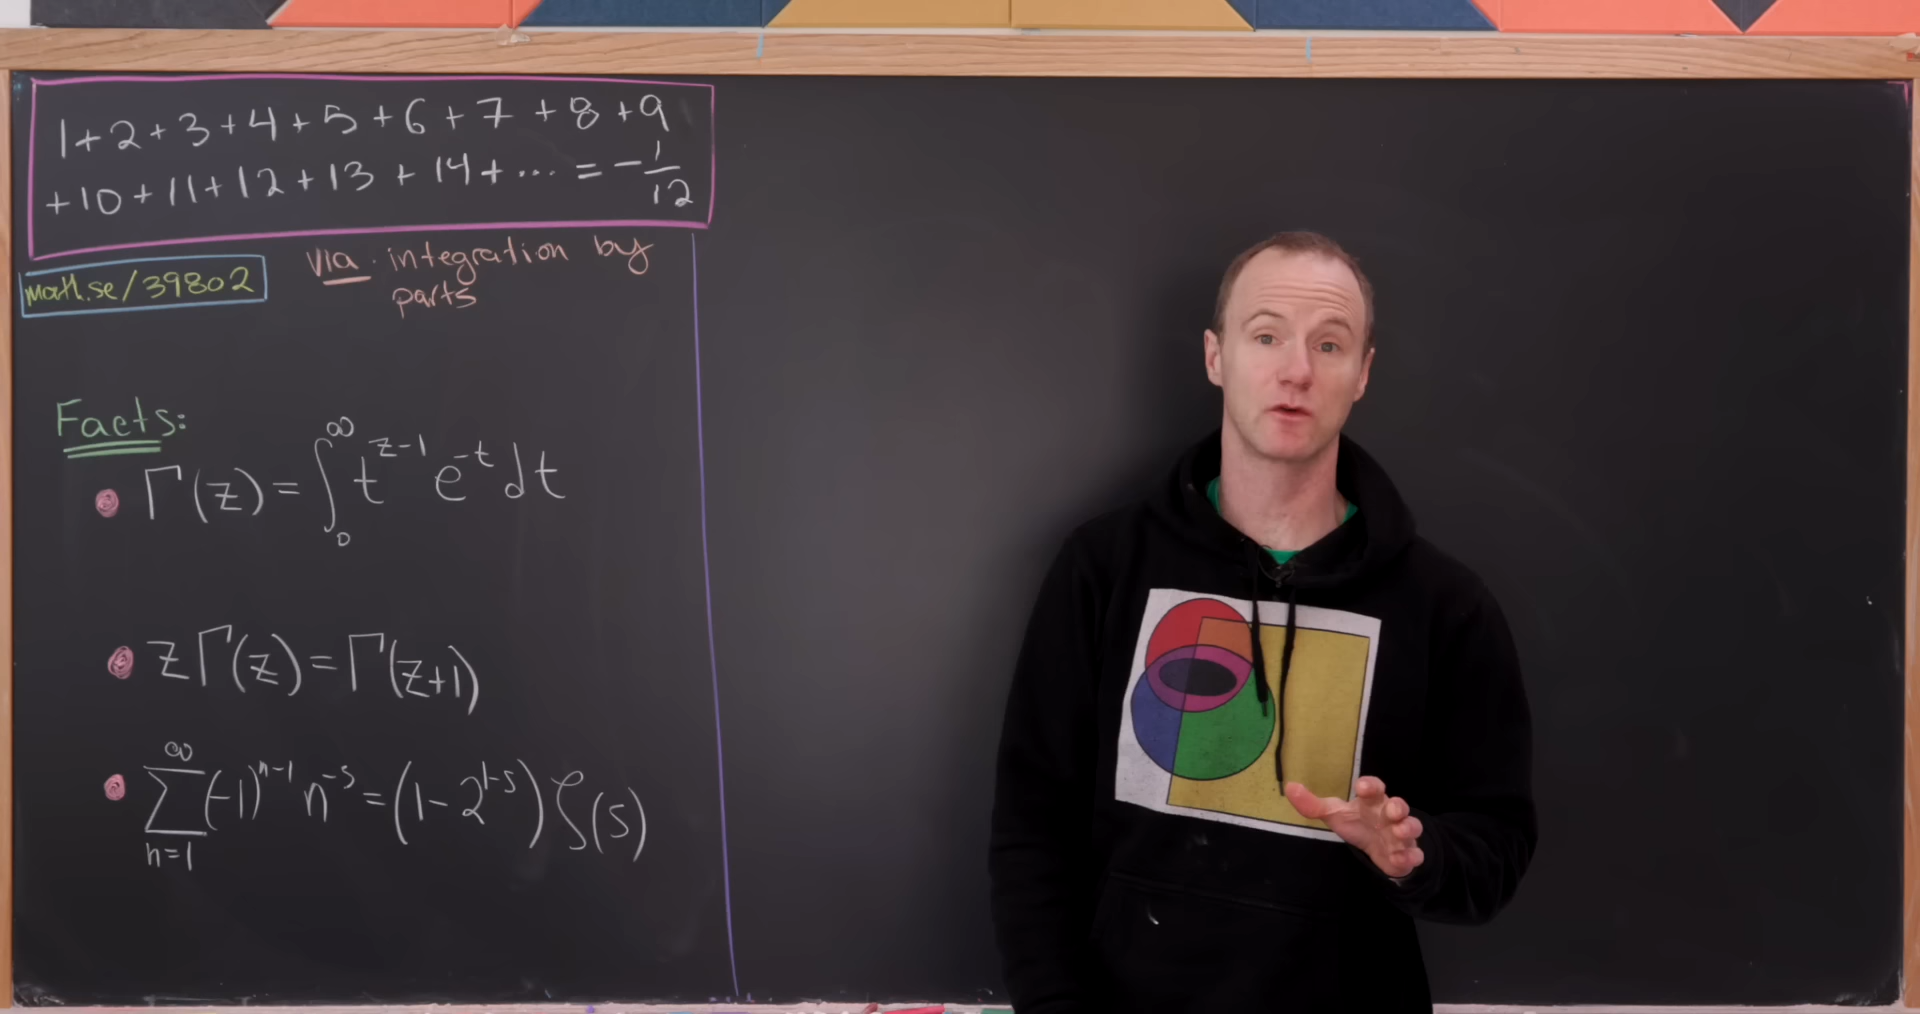 1+2+3+4+5+6+7+8+9
+10+11+12+13+14+... = -1/12
via integration by
parts
math.se/39802
Facts:
Γ(z) = ∫₀^∞ t^{z-1} e^{-t} dt
zΓ(z) = Γ(z+1)
∑_{n=1}^∞ (-1)^{n-1} n^{-s} = (1-2^{1-s}) ζ(s)